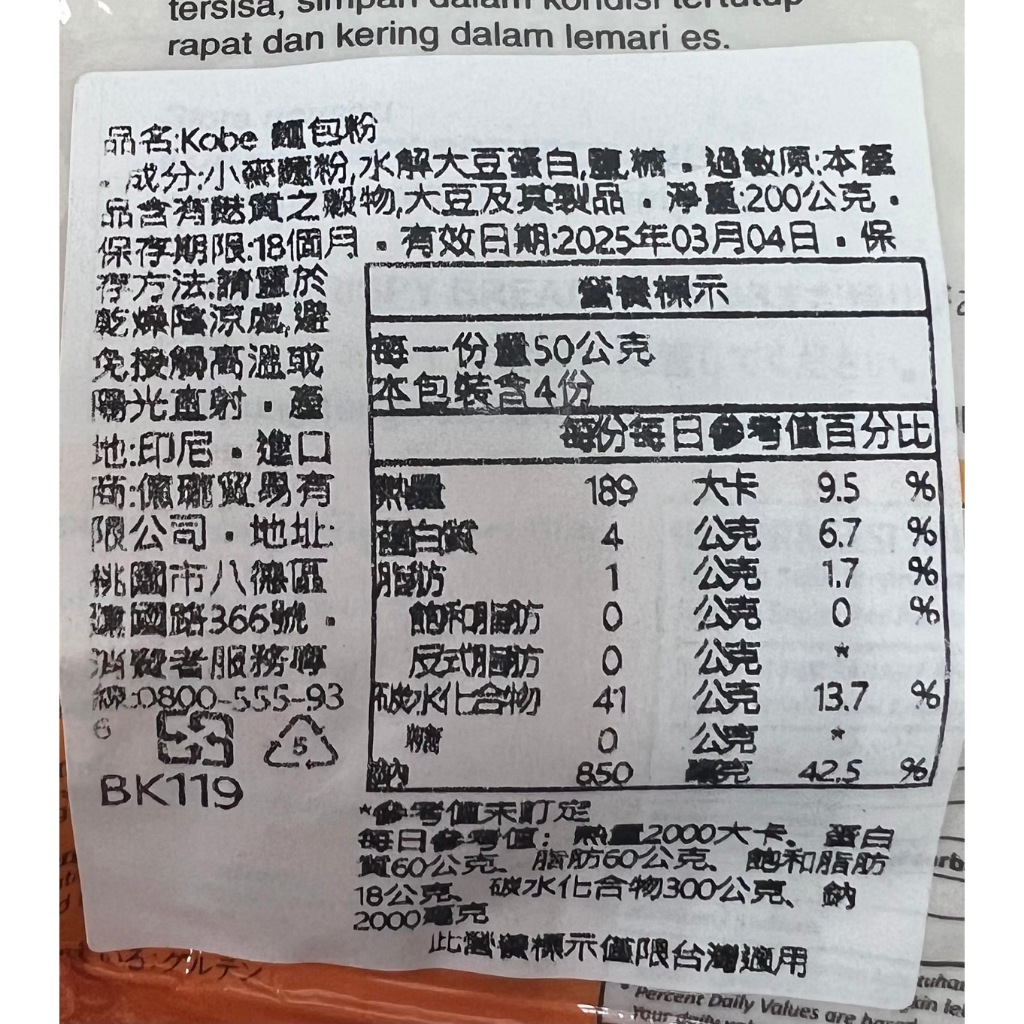 tersisa, simpan dalam kondisi tertutup
rapat dan kering dalam lemari es.
品名:Kobe 麵包粉
．成分:小麥麵粉,水解大豆蛋白,鹽,糖．過敏原:本產
品含有麩質之穀物,大豆及其製品．淨重:200公克．
保存期限:18個月．有效日期:2025年03月04日．保
存方法:請置於
乾燥陰涼處,避
免接觸高溫或
陽光直射．產
地:印尼．進口
商:儷瓏貿易有
限公司．地址:
桃園市八德區
建國路366號．
消費者服務專
線:0800-555-93
6
5
BK119
營養標示
每一份量50公克
本包裝含4份
每份每日參考值百分比
熱量 189 大卡 9.5 %
蛋白質 4 公克 6.7 %
脂肪 1 公克 1.7 %
飽和脂肪 0 公克 0 %
反式脂肪 0 公克 *
碳水化合物 41 公克 13.7 %
糖 0 公克 *
鈉 850 毫克 42.5 %
*參考值未訂定
每日參考值：熱量2000大卡、蛋白
質60公克、脂肪60公克、飽和脂肪
18公克、碳水化合物300公克、鈉
2000毫克
此營養標示僅限台灣適用
いる:グルテン
Percent Daily Values are based